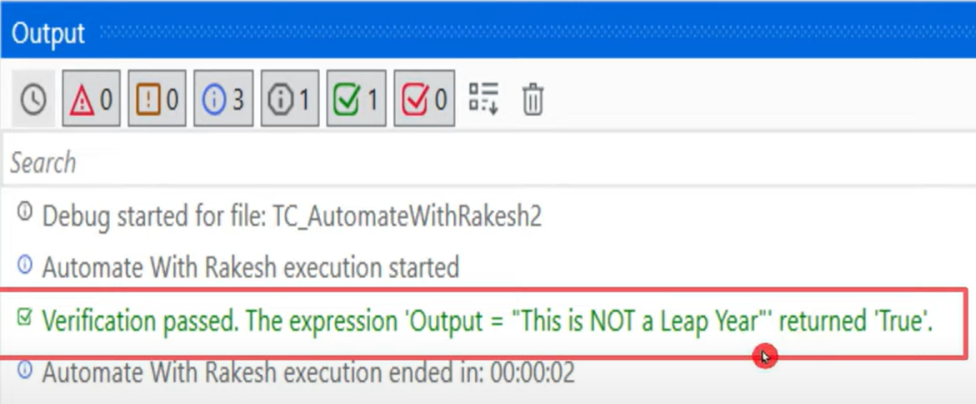 Output
0 0 3 1 1 0
Search
Debug started for file: TC_AutomateWithRakesh2
Automate With Rakesh execution started
Verification passed. The expression 'Output = "This is NOT a Leap Year"' returned 'True'.
Automate With Rakesh execution ended in: 00:00:02